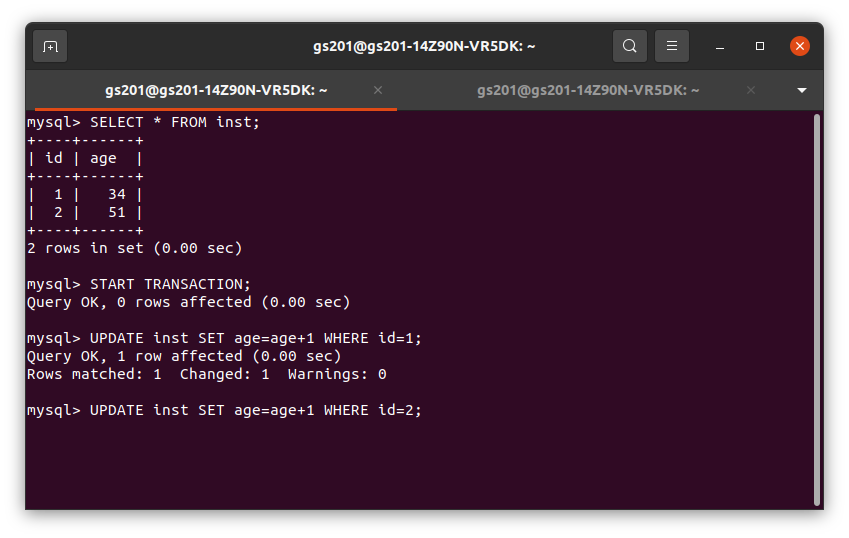 gs201@gs201-14Z90N-VR5DK: ~
gs201@gs201-14Z90N-VR5DK: ~
gs201@gs201-14Z90N-VR5DK: ~
mysql> SELECT * FROM inst;
+----+------+
| id | age  |
+----+------+
|  1 |   34 |
|  2 |   51 |
+----+------+
2 rows in set (0.00 sec)
mysql> START TRANSACTION;
Query OK, 0 rows affected (0.00 sec)
mysql> UPDATE inst SET age=age+1 WHERE id=1;
Query OK, 1 row affected (0.00 sec)
Rows matched: 1  Changed: 1  Warnings: 0
mysql> UPDATE inst SET age=age+1 WHERE id=2;